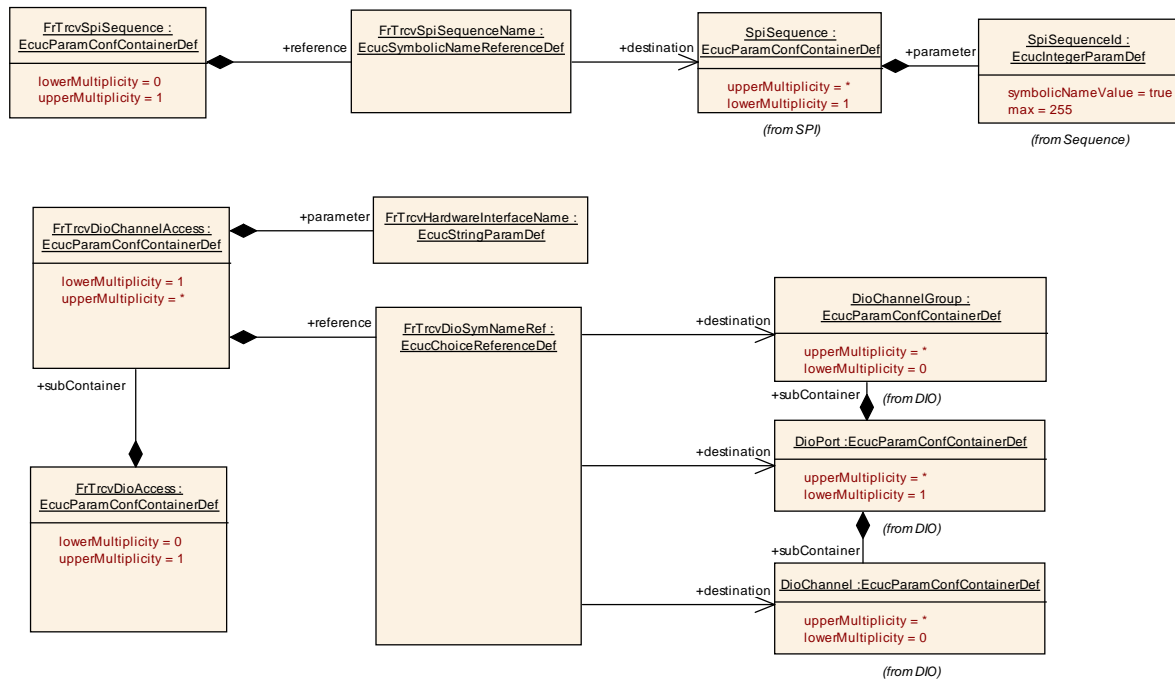 FrTrcvSpiSequence :
EcucParamConfContainerDef
lowerMultiplicity = 0
upperMultiplicity = 1
+reference
FrTrcvSpiSequenceName :
EcucSymbolicNameReferenceDef
+destination
SpiSequence :
EcucParamConfContainerDef
upperMultiplicity = *
lowerMultiplicity = 1
(from SPI)
+parameter
SpiSequenceId :
EcucIntegerParamDef
symbolicNameValue = true
max = 255
(from Sequence)
FrTrcvDioChannelAccess :
EcucParamConfContainerDef
lowerMultiplicity = 1
upperMultiplicity = *
+parameter
FrTrcvHardwareInterfaceName :
EcucStringParamDef
+reference
FrTrcvDioSymNameRef :
EcucChoiceReferenceDef
+destination
DioChannelGroup :
EcucParamConfContainerDef
upperMultiplicity = *
lowerMultiplicity = 0
+subContainer
(from DIO)
+subContainer
+destination
DioPort :EcucParamConfContainerDef
upperMultiplicity = *
lowerMultiplicity = 1
(from DIO)
+subContainer
FrTrcvDioAccess :
EcucParamConfContainerDef
lowerMultiplicity = 0
upperMultiplicity = 1
+destination
DioChannel :EcucParamConfContainerDef
upperMultiplicity = *
lowerMultiplicity = 0
(from DIO)